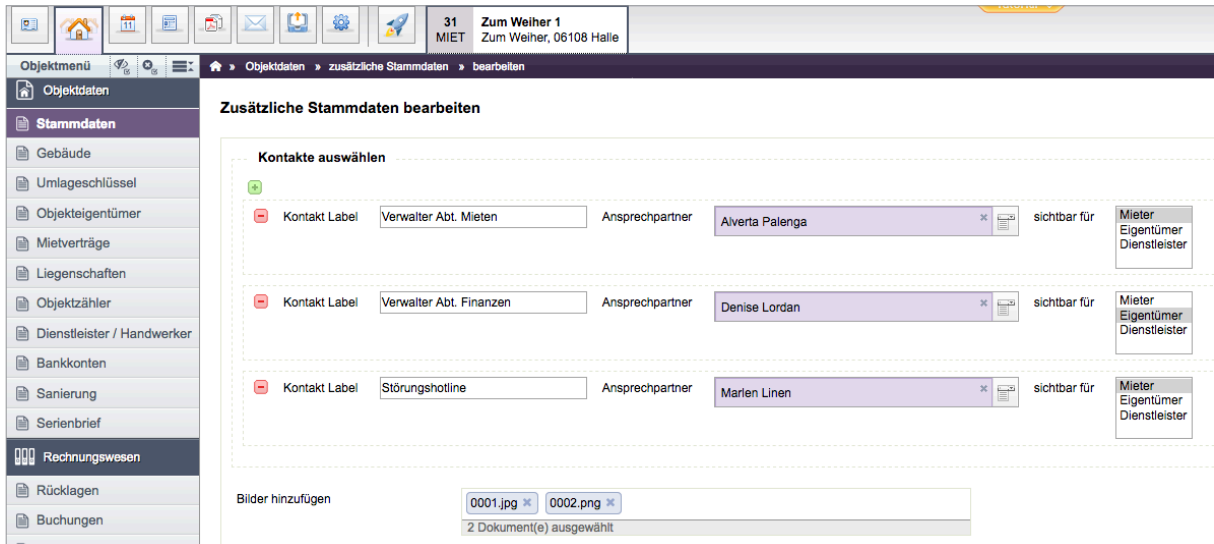 31 Zum Weiher 1
MIET Zum Weiher, 06108 Halle
11
Objektmenü
» Objektdaten » zusätzliche Stammdaten » bearbeiten
Objektdaten
Stammdaten
Gebäude
Umlageschlüssel
Objekteigentümer
Mietverträge
Liegenschaften
Objektzähler
Dienstleister / Handwerker
Bankkonten
Sanierung
Serienbrief
Rechnungswesen
Rücklagen
Buchungen
Zusätzliche Stammdaten bearbeiten
Kontakte auswählen
Kontakt Label Verwalter Abt. Mieten Ansprechpartner Alverta Palenga × sichtbar für
Mieter
Eigentümer
Dienstleister
Kontakt Label Verwalter Abt. Finanzen Ansprechpartner Denise Lordan × sichtbar für
Mieter
Eigentümer
Dienstleister
Kontakt Label Störungshotline Ansprechpartner Marlen Linen × sichtbar für
Mieter
Eigentümer
Dienstleister
Bilder hinzufügen 0001.jpg × 0002.png ×
2 Dokument(e) ausgewählt